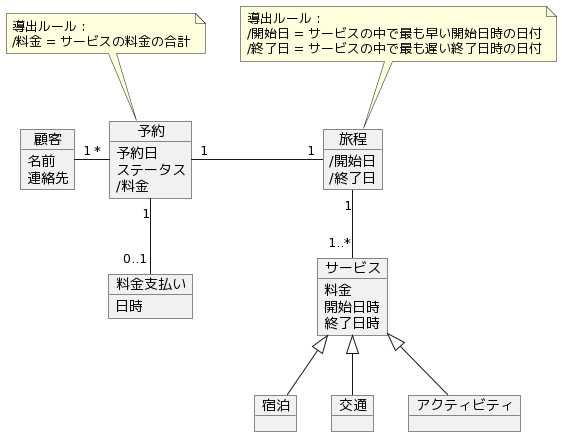 導出ルール：
/料金 = サービスの料金の合計
導出ルール：
/開始日 = サービスの中で最も早い開始日時の日付
/終了日 = サービスの中で最も遅い終了日時の日付
顧客
名前
連絡先
1 *
予約
予約日
ステータス
/料金
1
1
旅程
/開始日
/終了日
1
0..1
料金支払い
日時
1
1..*
サービス
料金
開始日時
終了日時
宿泊
交通
アクティビティ